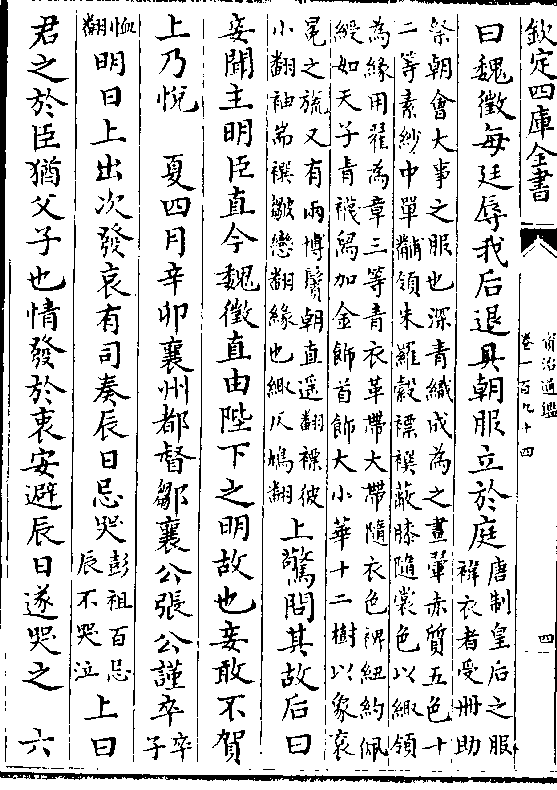 欽定四庫全書
資治通鑑
卷一百九十四
四
曰魏徵每廷辱我后退具朝服立於庭唐制皇后之服
褘衣者受冊助
祭朝會大事之服也深青織成為之畫翬赤質五色十
二等素紗中單黼領朱羅縠褾襈蔽膝隨裳色以緅領
為緣用翟為章三等青衣革帶大帶隨衣色裨紐約佩
綬如天子青襪舄加金飾首飾大小華十二樹以象衮
冕之旒又有兩博鬢朝直遥翻褾彼
小翻袖耑襈皺戀翻緣也緅仄鳩翻
上驚問其故后曰
妾聞主明臣直今魏徵直由陛下之明故也妾敢不賀
上乃悦　夏四月辛卯襄州都督鄒襄公張公謹卒卒
子
恤
翻
明日上出次發哀有司奏辰日忌哭彭祖百忌
辰不哭泣
上曰
君之於臣猶父子也情發於衷安避辰日遂哭之　六